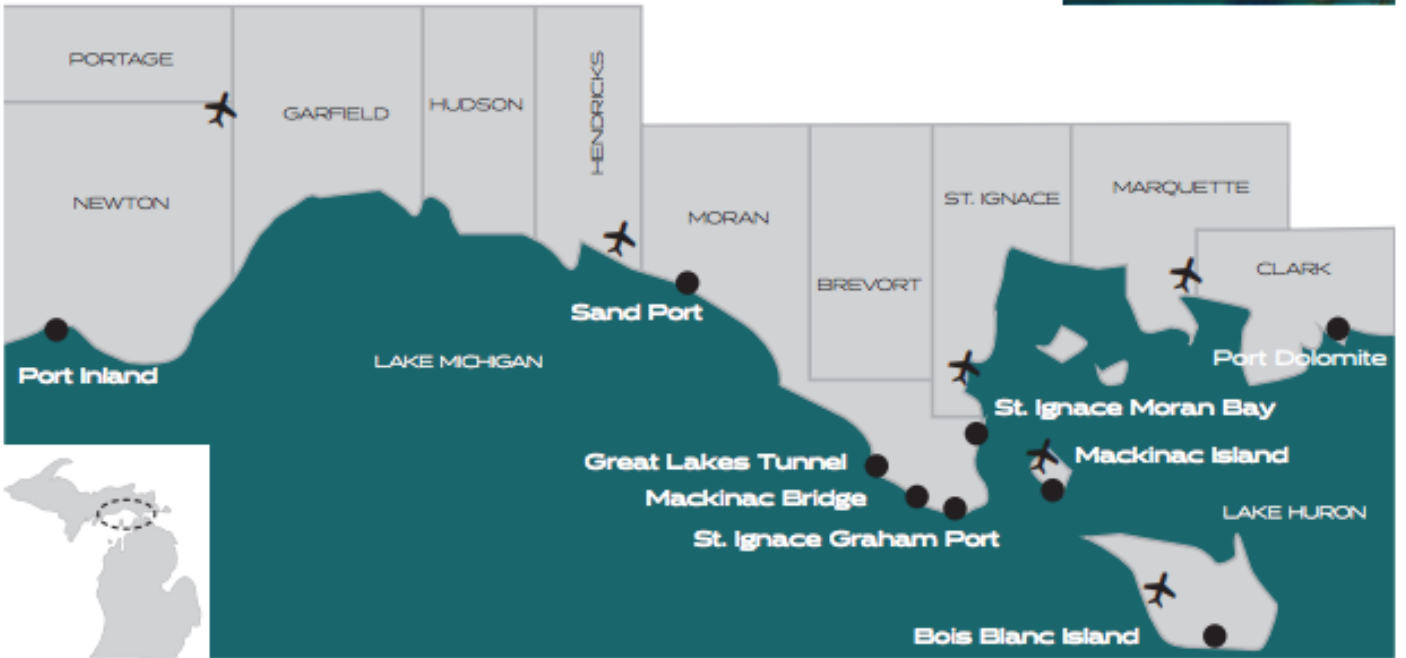 PORTAGE
GARFIELD
HUDSON
HENDRICKS
NEWTON
MORAN
ST. IGNACE
MARQUETTE
BREVORT
CLARK
Sand Port
LAKE MICHIGAN
Port Inland
Port Dolomite
St. Ignace Moran Bay
Great Lakes Tunnel
Mackinac Island
Mackinac Bridge
LAKE HURON
St. Ignace Graham Port
Bois Blanc Island